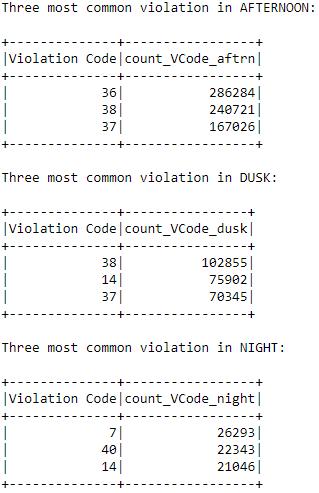 Three most common violation in AFTERNOON:
+--------------+-----------------+
|Violation Code|count_VCode_aftrn|
+--------------+-----------------+
|            36|           286284|
|            38|           240721|
|            37|           167026|
+--------------+-----------------+
Three most common violation in DUSK:
+--------------+----------------+
|Violation Code|count_VCode_dusk|
+--------------+----------------+
|            38|          102855|
|            14|           75902|
|            37|           70345|
+--------------+----------------+
Three most common violation in NIGHT:
+--------------+-----------------+
|Violation Code|count_VCode_night|
+--------------+-----------------+
|             7|            26293|
|            40|            22343|
|            14|            21046|
+--------------+-----------------+